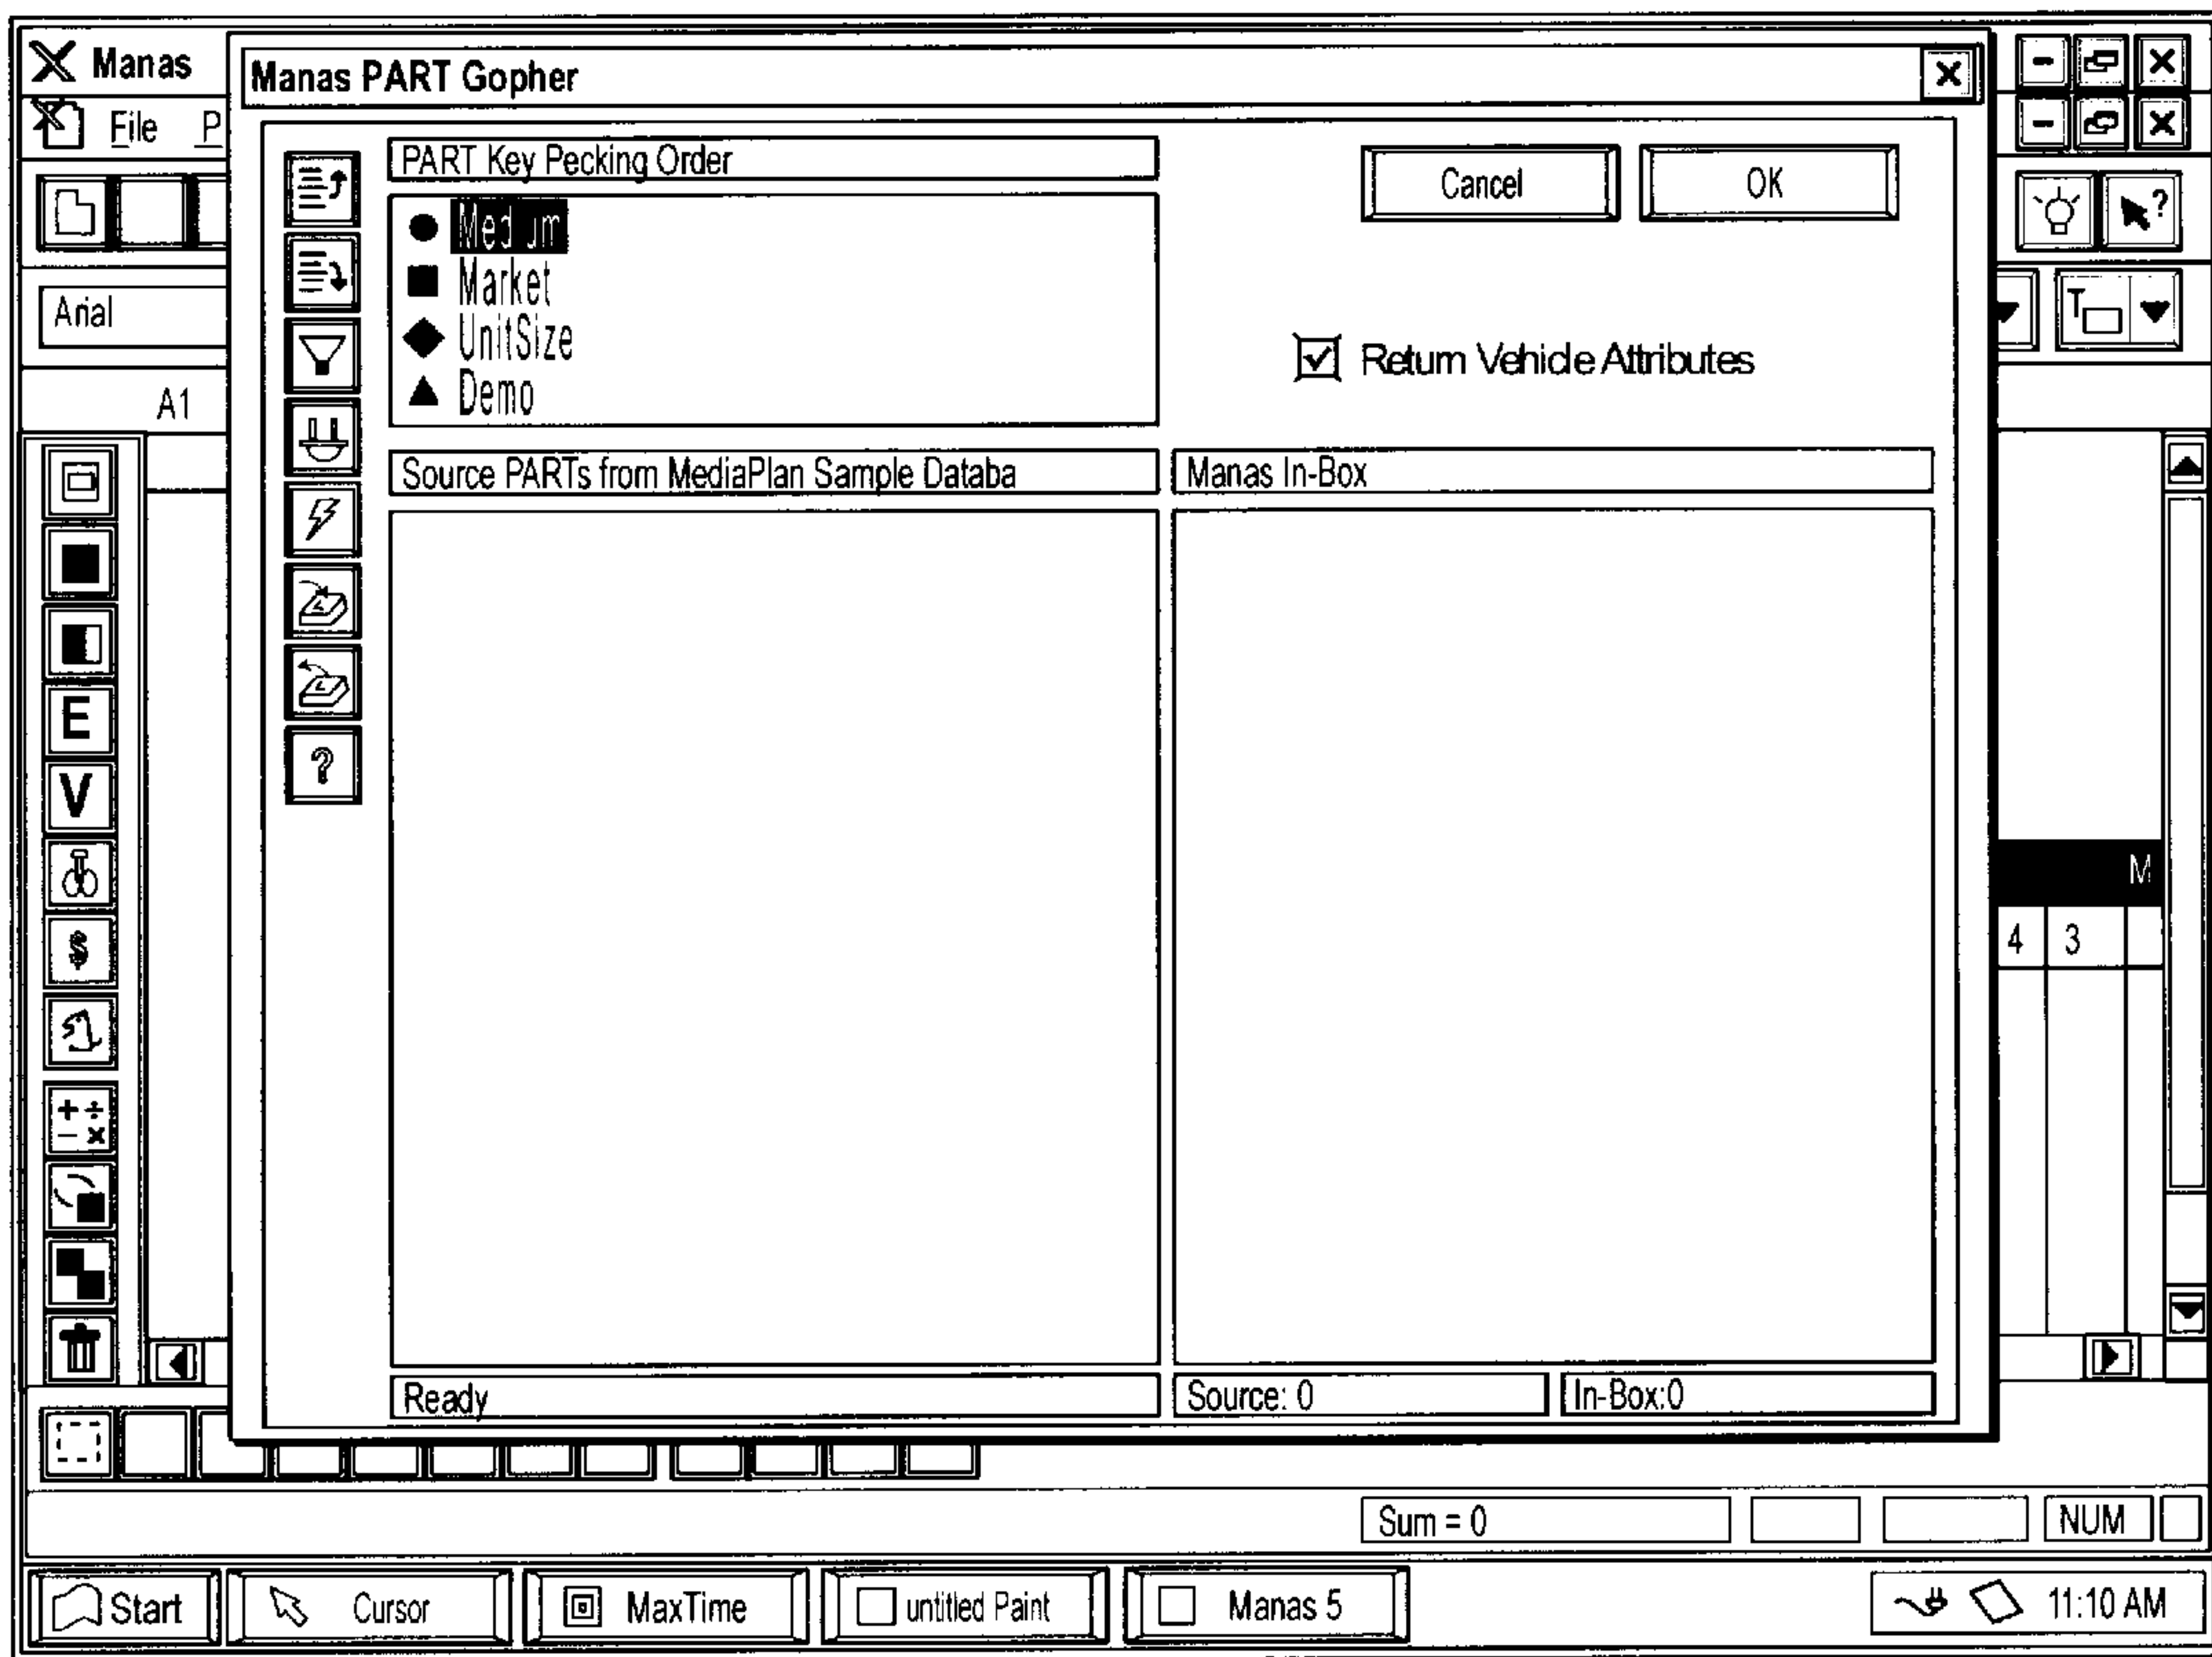 Manas
Manas PART Gopher
File P
PART Key Pecking Order
Cancel
OK
Medium
Market
UnitSize
Demo
Return Vehicle Attributes
Arial
T
A1
Source PARTs from MediaPlan Sample Databa
Manas In-Box
E
V
?
M
4 3
Ready
Source: 0
In-Box:0
Sum = 0
NUM
Start
Cursor
MaxTime
untitled Paint
Manas 5
11:10 AM